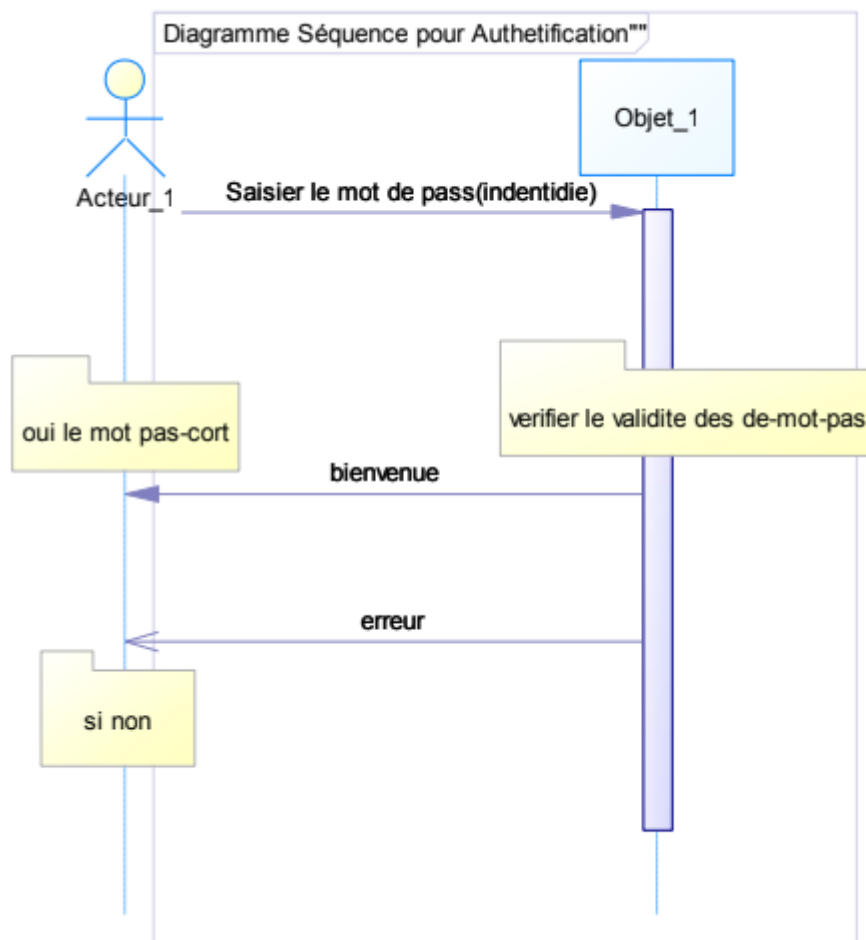 Diagramme Séquence pour Authetification""
Objet_1
Acteur_1
Saisier le mot de pass(indentidie)
verifier le validite des de-mot-pas
oui le mot pas-cort
bienvenue
erreur
si non